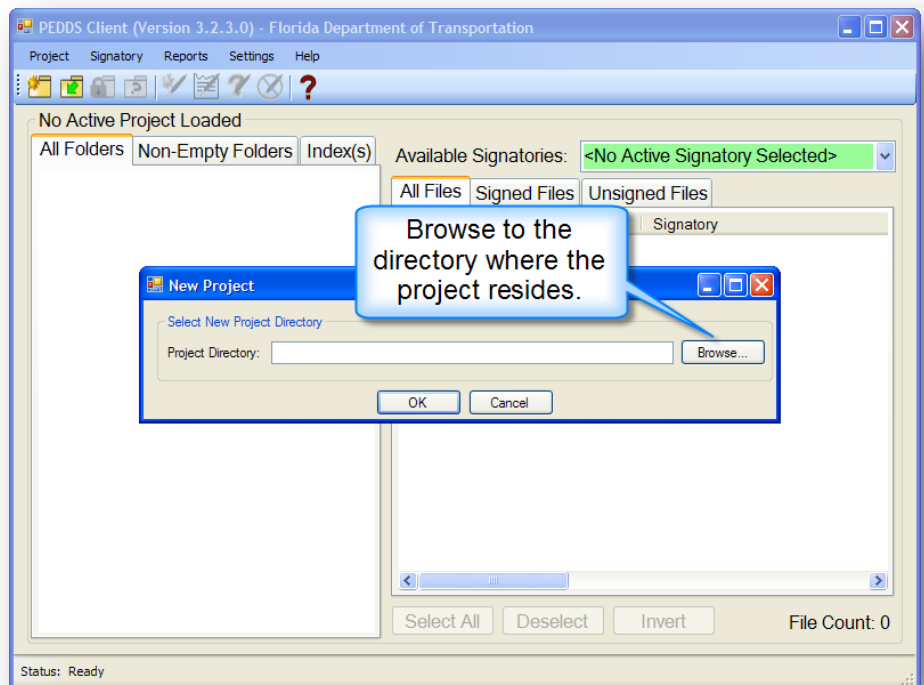 PEDDS Client (Version 3.2.3.0) - Florida Department of Transportation
Project Signatory Reports Settings Help
No Active Project Loaded
All Folders Non-Empty Folders Index(s)
Available Signatories: <No Active Signatory Selected>
All Files Signed Files Unsigned Files
Signatory
Browse to the
directory where the
project resides.
New Project
Select New Project Directory
Project Directory: Browse...
OK Cancel
Select All Deselect Invert File Count: 0
Status: Ready